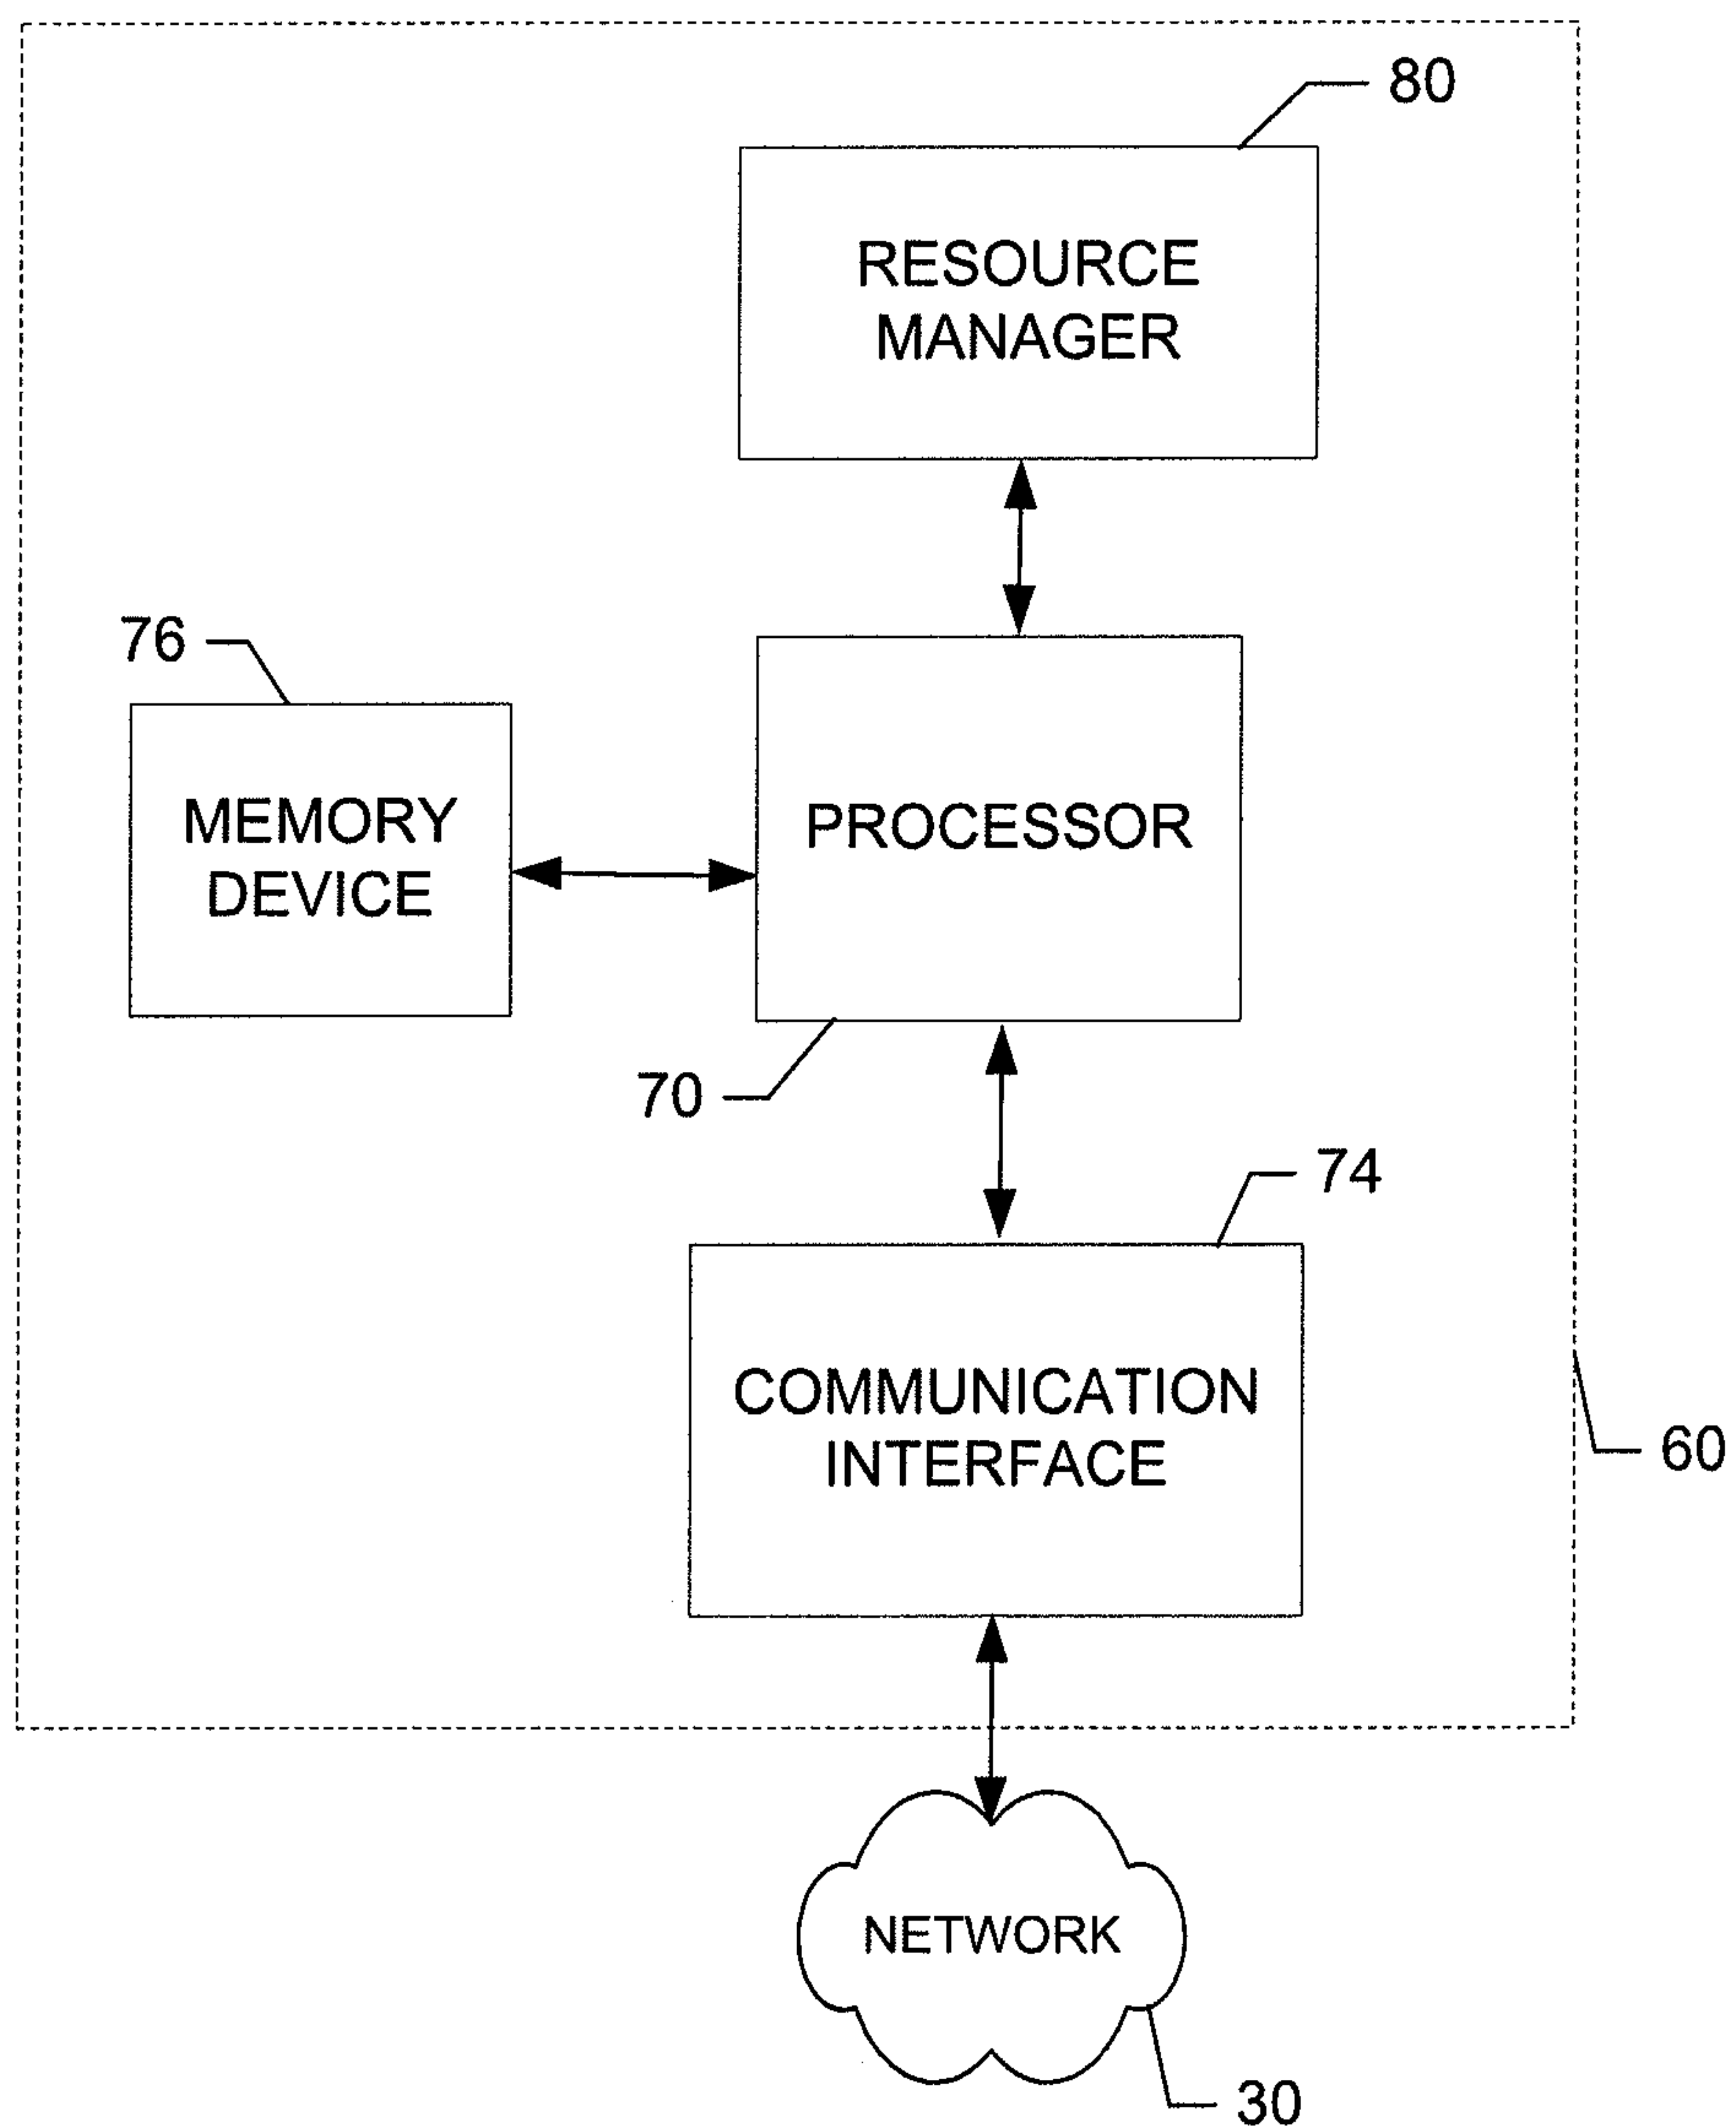 80
RESOURCE
MANAGER
76
MEMORY
DEVICE
PROCESSOR
70
74
COMMUNICATION
INTERFACE
60
NETWORK
30